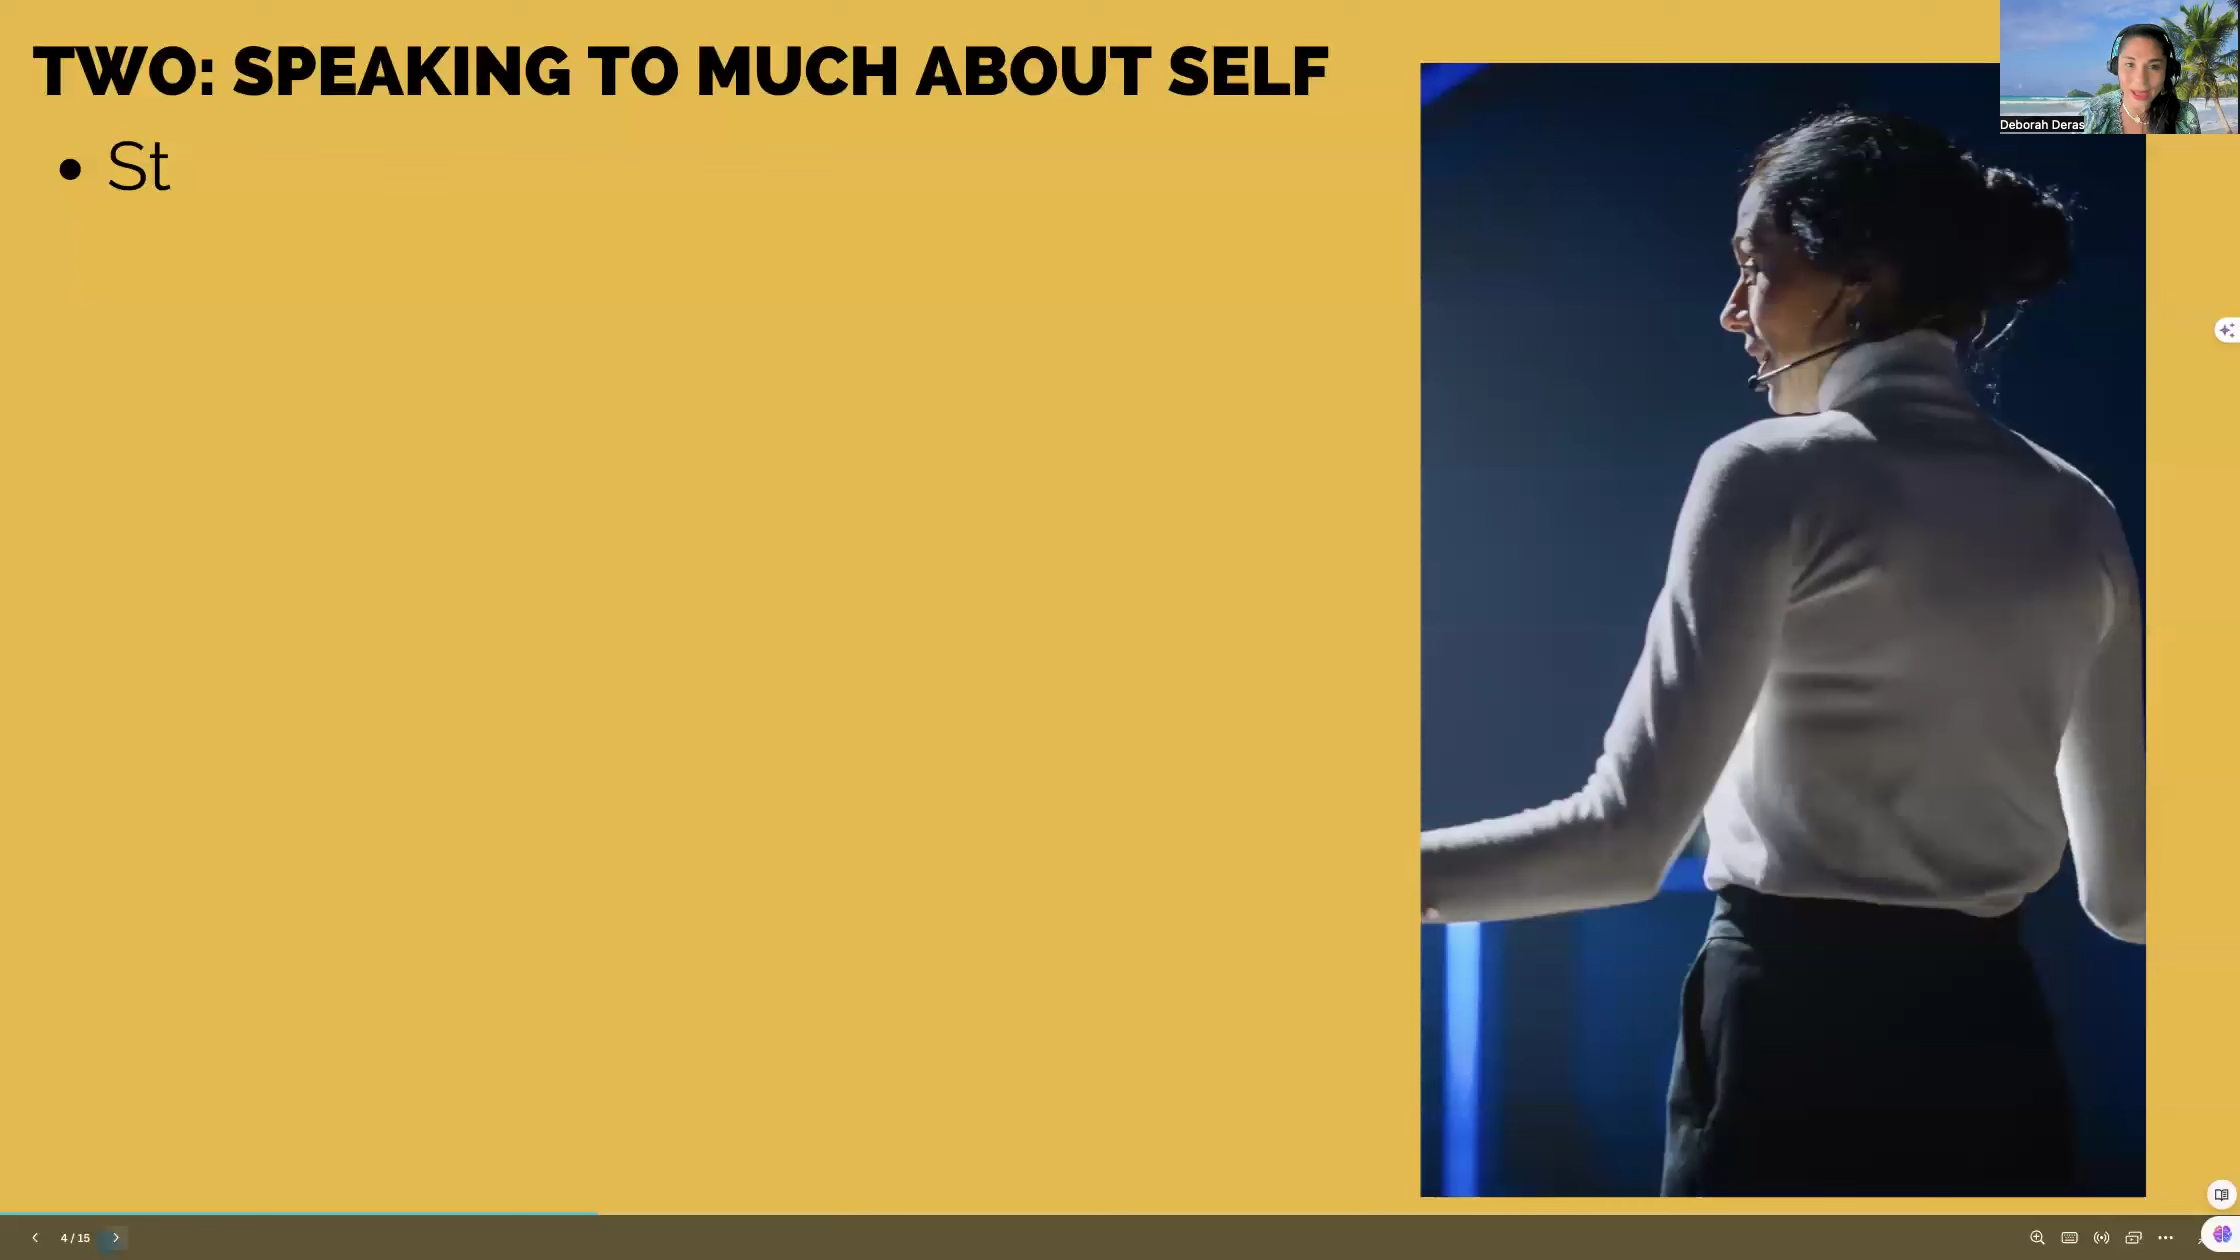 TWO: SPEAKING TO MUCH ABOUT SELF
• St
Deborah Deras
4 / 15